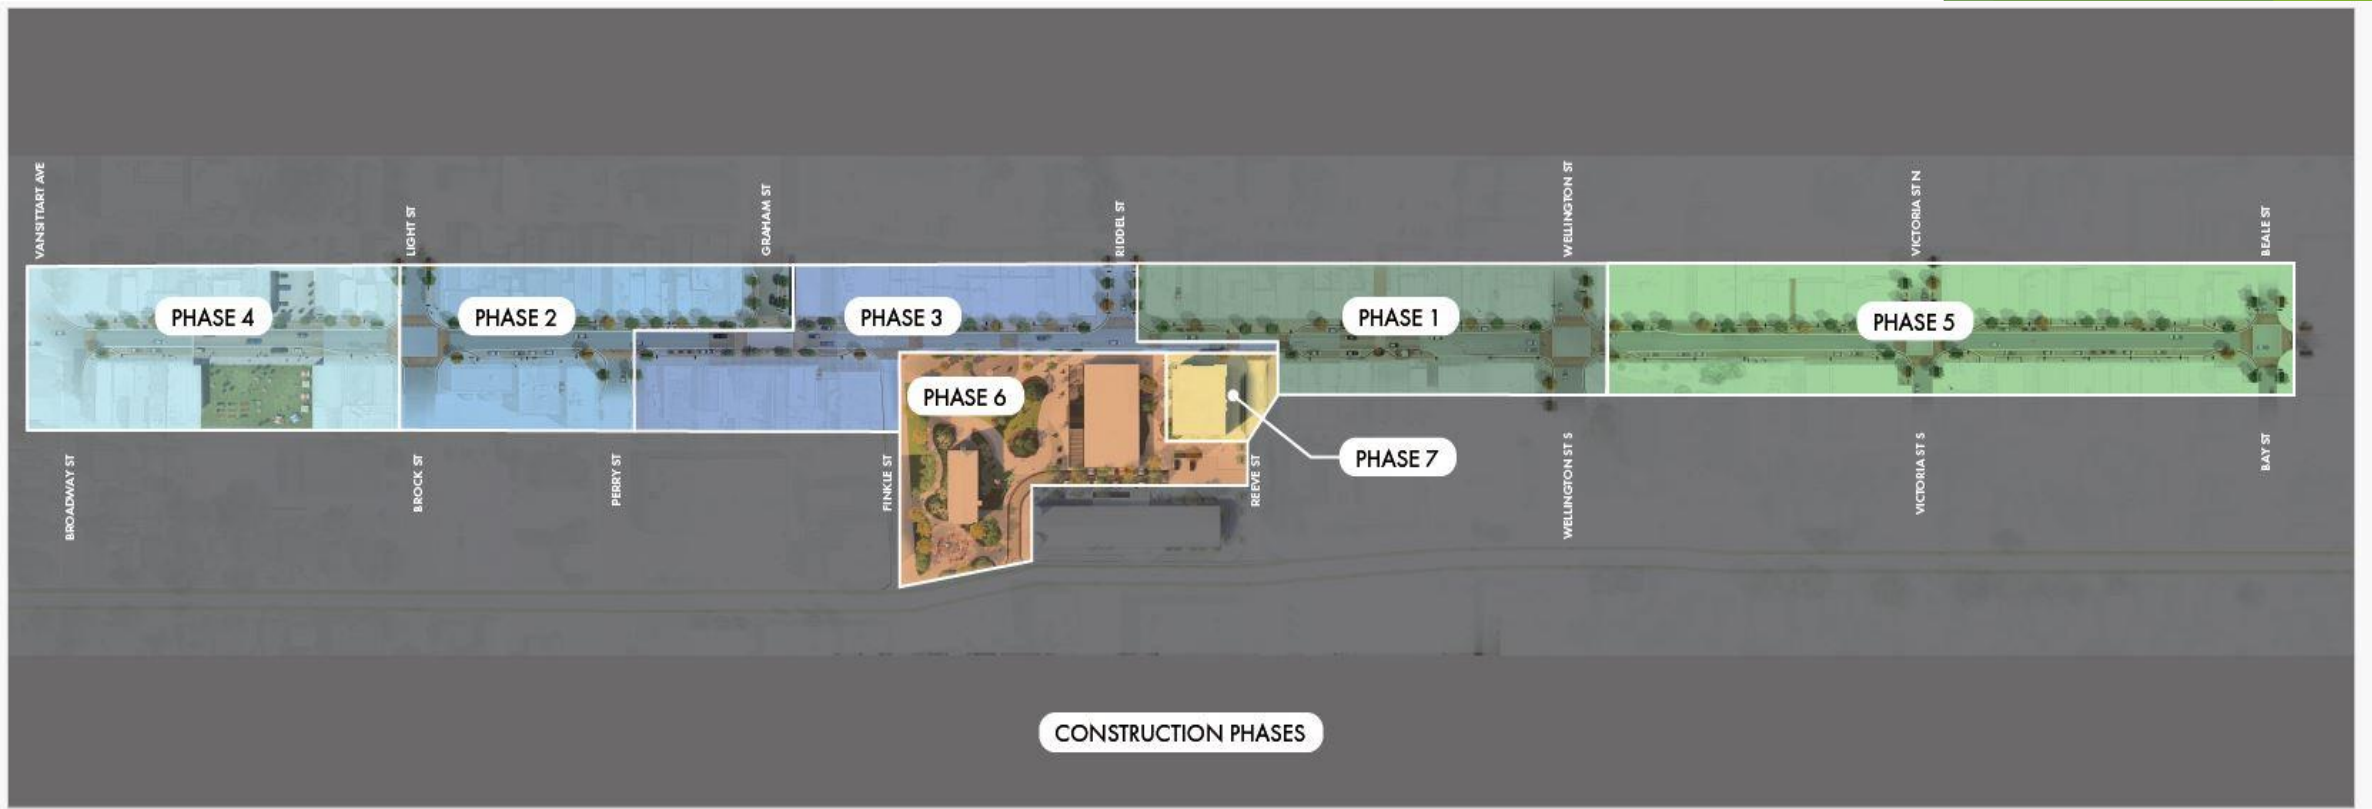 VANSITTART AVE
LIGHT ST
GRAHAM ST
RIDDEL ST
WELLINGTON ST
VICTORIA ST N
BEALE ST
PHASE 4
PHASE 2
PHASE 3
PHASE 1
PHASE 5
PHASE 6
PHASE 7
BROADWAY ST
BROCK ST
PERRY ST
FINKLE ST
REEVE ST
WELLINGTON ST S
VICTORIA ST S
BAY ST
CONSTRUCTION PHASES